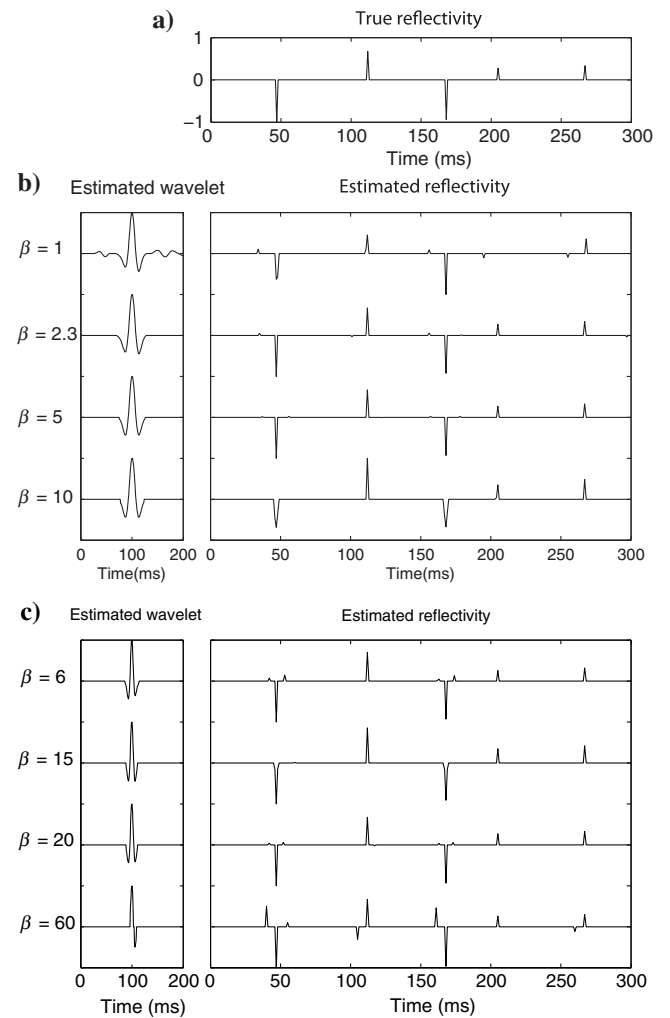 a) True reflectivity
1
0
−1
0 50 100 150 200 250 300
Time (ms)
b) Estimated wavelet Estimated reflectivity
β = 1
β = 2.3
β = 5
β = 10
0 100 200 0 50 100 150 200 250 300
Time(ms) Time(ms)
c) Estimated wavelet Estimated reflectivity
β = 6
β = 15
β = 20
β = 60
0 100 200 0 50 100 150 200 250 300
Time (ms) Time (ms)